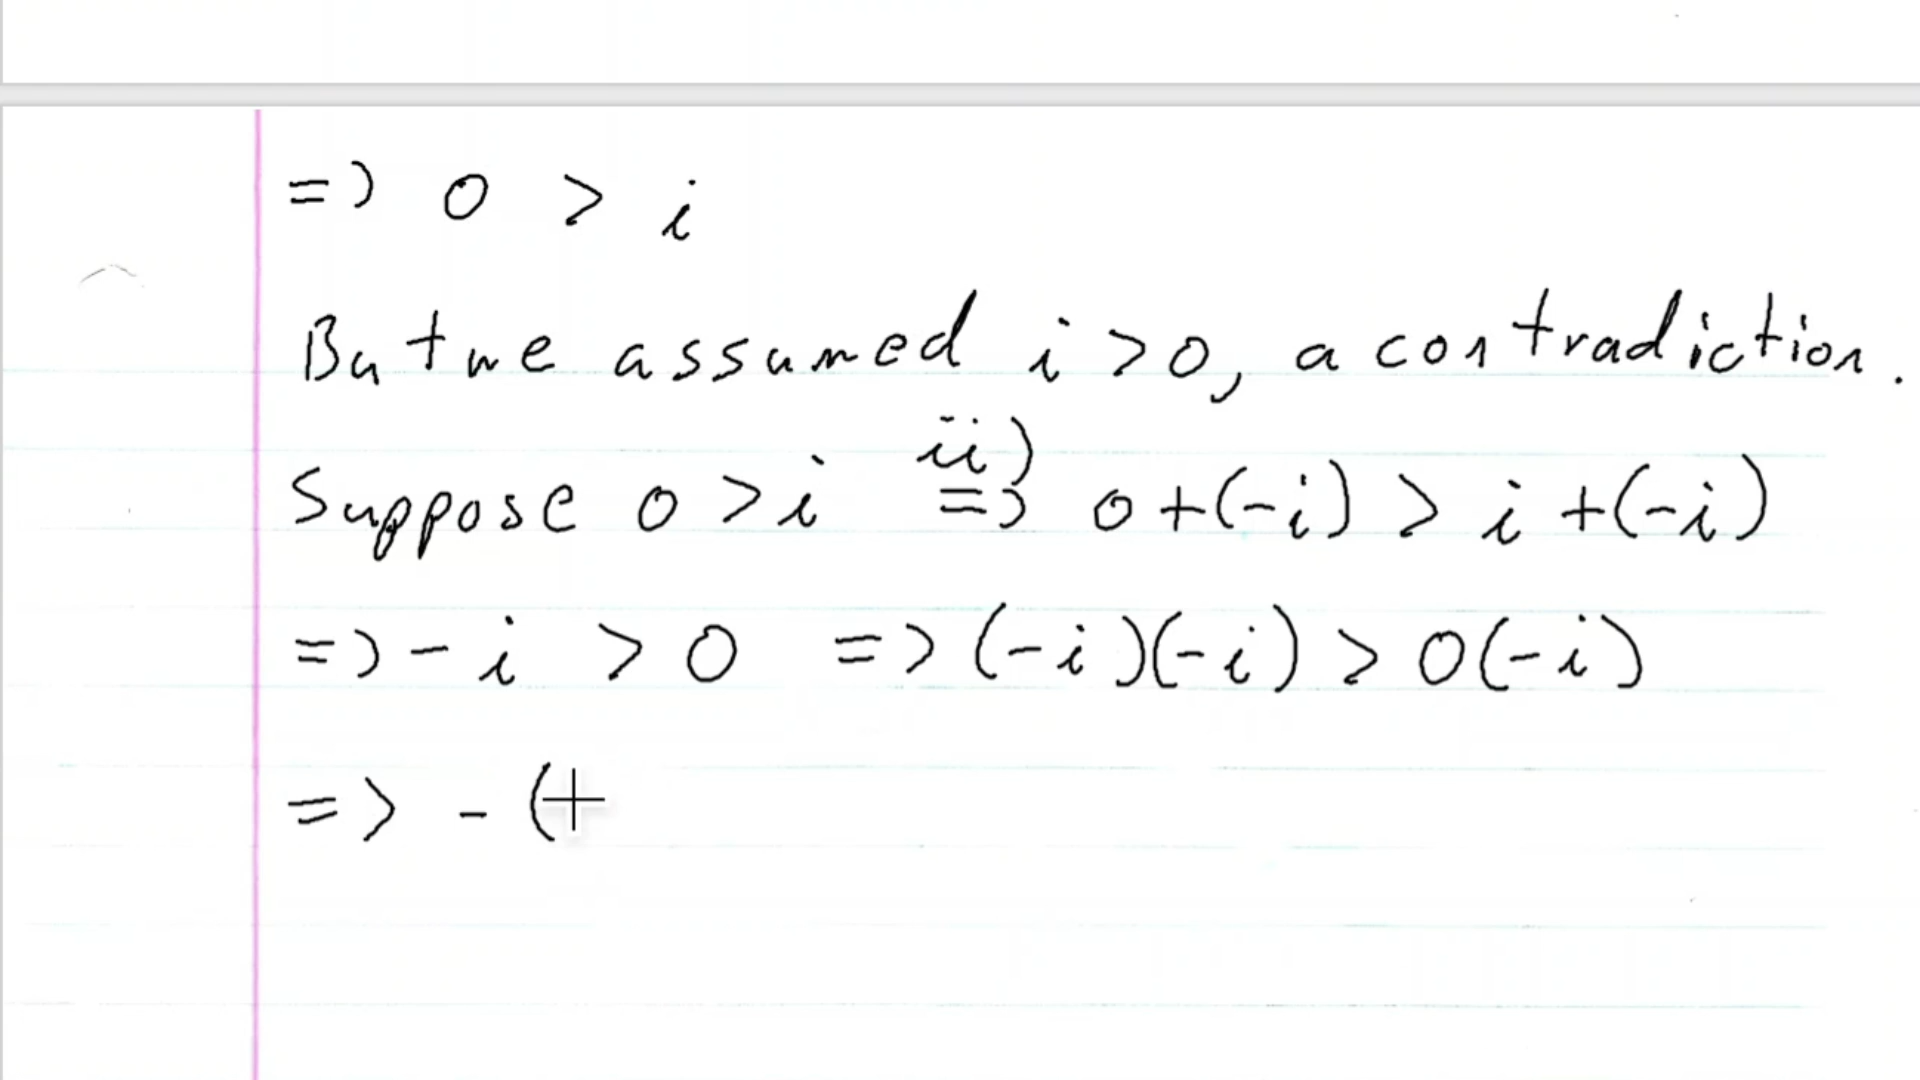 => 0 > i
But we assumed i > 0, a contradiction.
Suppose 0 > i ii) => 0 + (-i) > i + (-i)
=> - i > 0 => (-i)(-i) > 0(-i)
=> - (